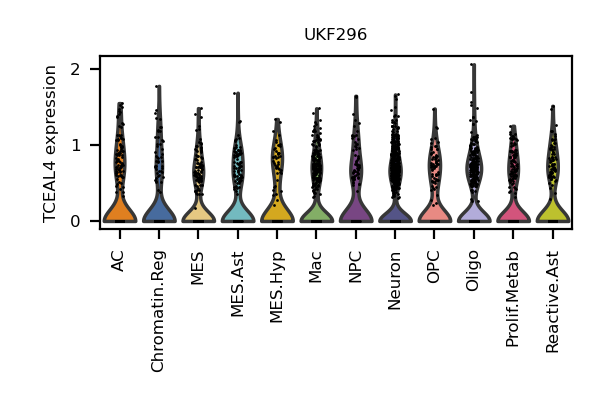 UKF296
TCEAL4 expression
2
1
0
AC
Chromatin.Reg
MES
MES.Ast
MES.Hyp
Mac
NPC
Neuron
OPC
Oligo
Prolif.Metab
Reactive.Ast